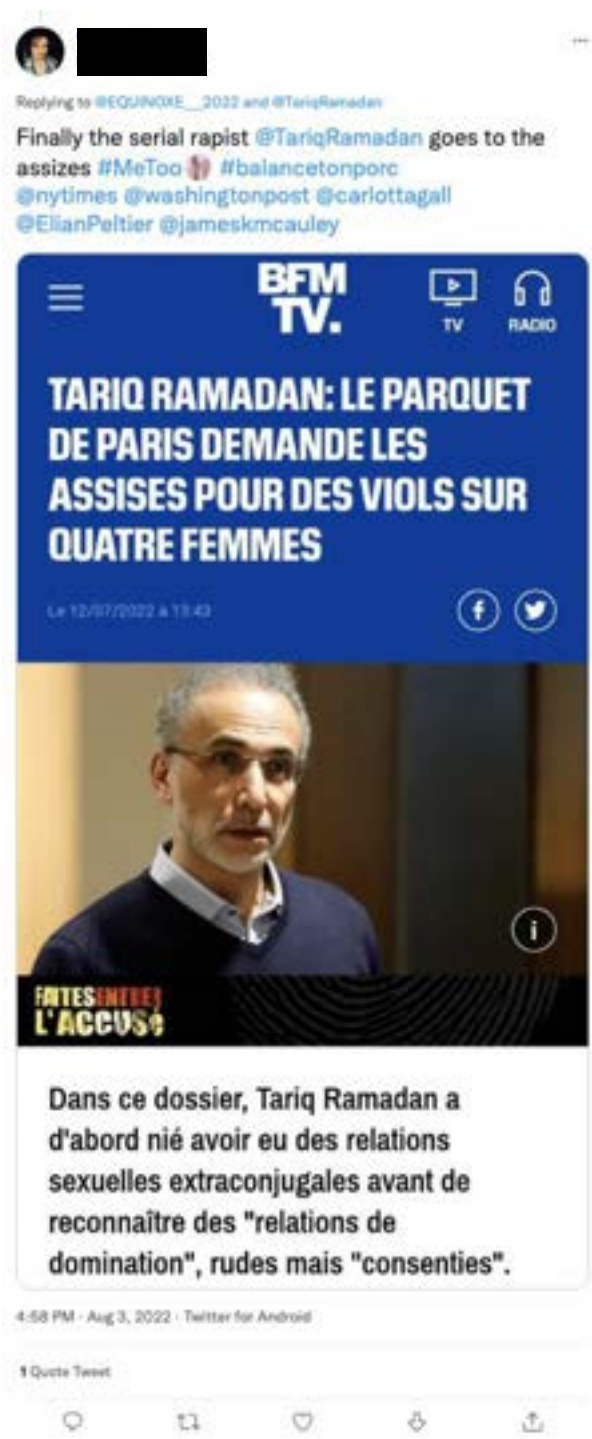 Replying to @EQUINOXE__2022 and @TariqRamadan
Finally the serial rapist @TariqRamadan goes to the
assizes #MeToo #balancetonporc
@nytimes @washingtonpost @carlottagall
@ElianPeltier @jameskmcauley
BFM
TV.
TV
RADIO
TARIQ RAMADAN: LE PARQUET
DE PARIS DEMANDE LES
ASSISES POUR DES VIOLS SUR
QUATRE FEMMES
Le 12/07/2022 à 13:43
FAITES ENTRER
L'ACCUSÉ
Dans ce dossier, Tariq Ramadan a
d'abord nié avoir eu des relations
sexuelles extraconjugales avant de
reconnaître des "relations de
domination", rudes mais "consenties".
4:58 PM · Aug 3, 2022 · Twitter for Android
1 Quote Tweet